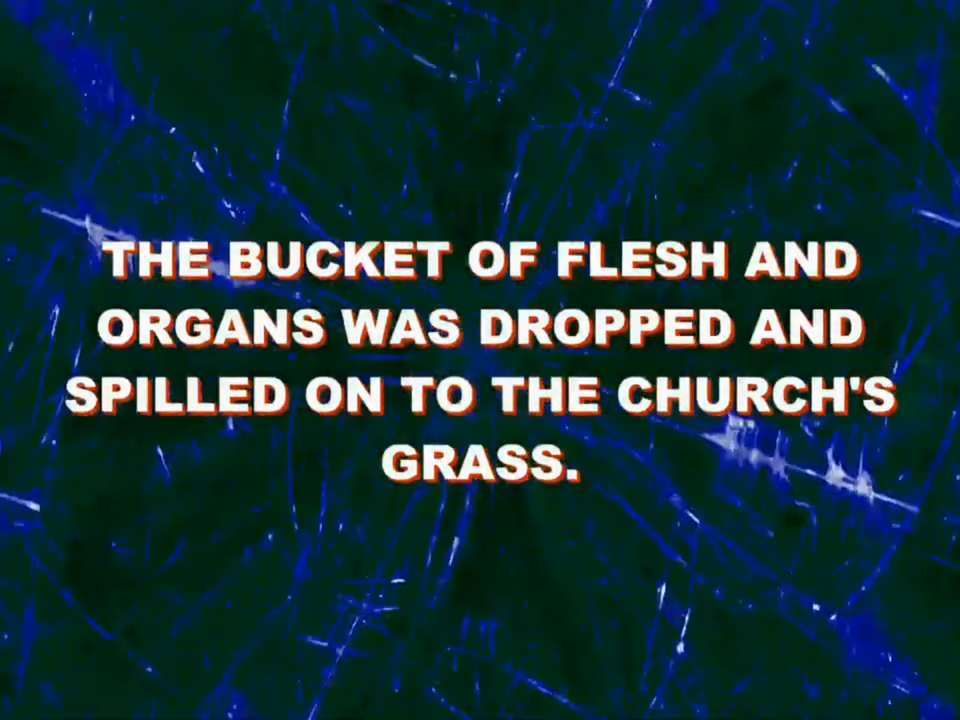 THE BUCKET OF FLESH AND
ORGANS WAS DROPPED AND
SPILLED ON TO THE CHURCH'S
GRASS.